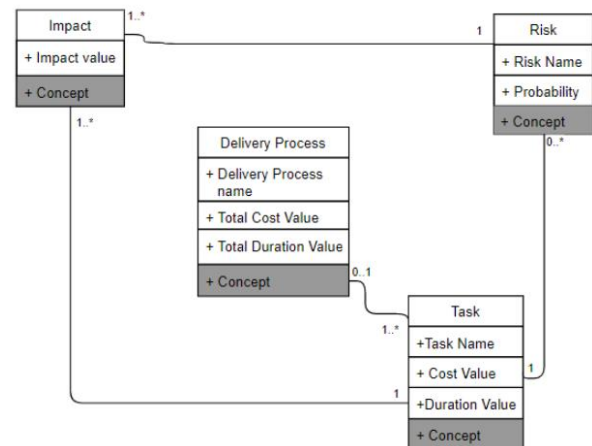 1..*
Impact
+ Impact value
+ Concept
1..*
1
Risk
+ Risk Name
+ Probability
+ Concept
0..*
Delivery Process
+ Delivery Process
name
+ Total Cost Value
+ Total Duration Value
+ Concept
0..1
1..*
Task
+Task Name
+ Cost Value
1
+Duration Value
1
+ Concept